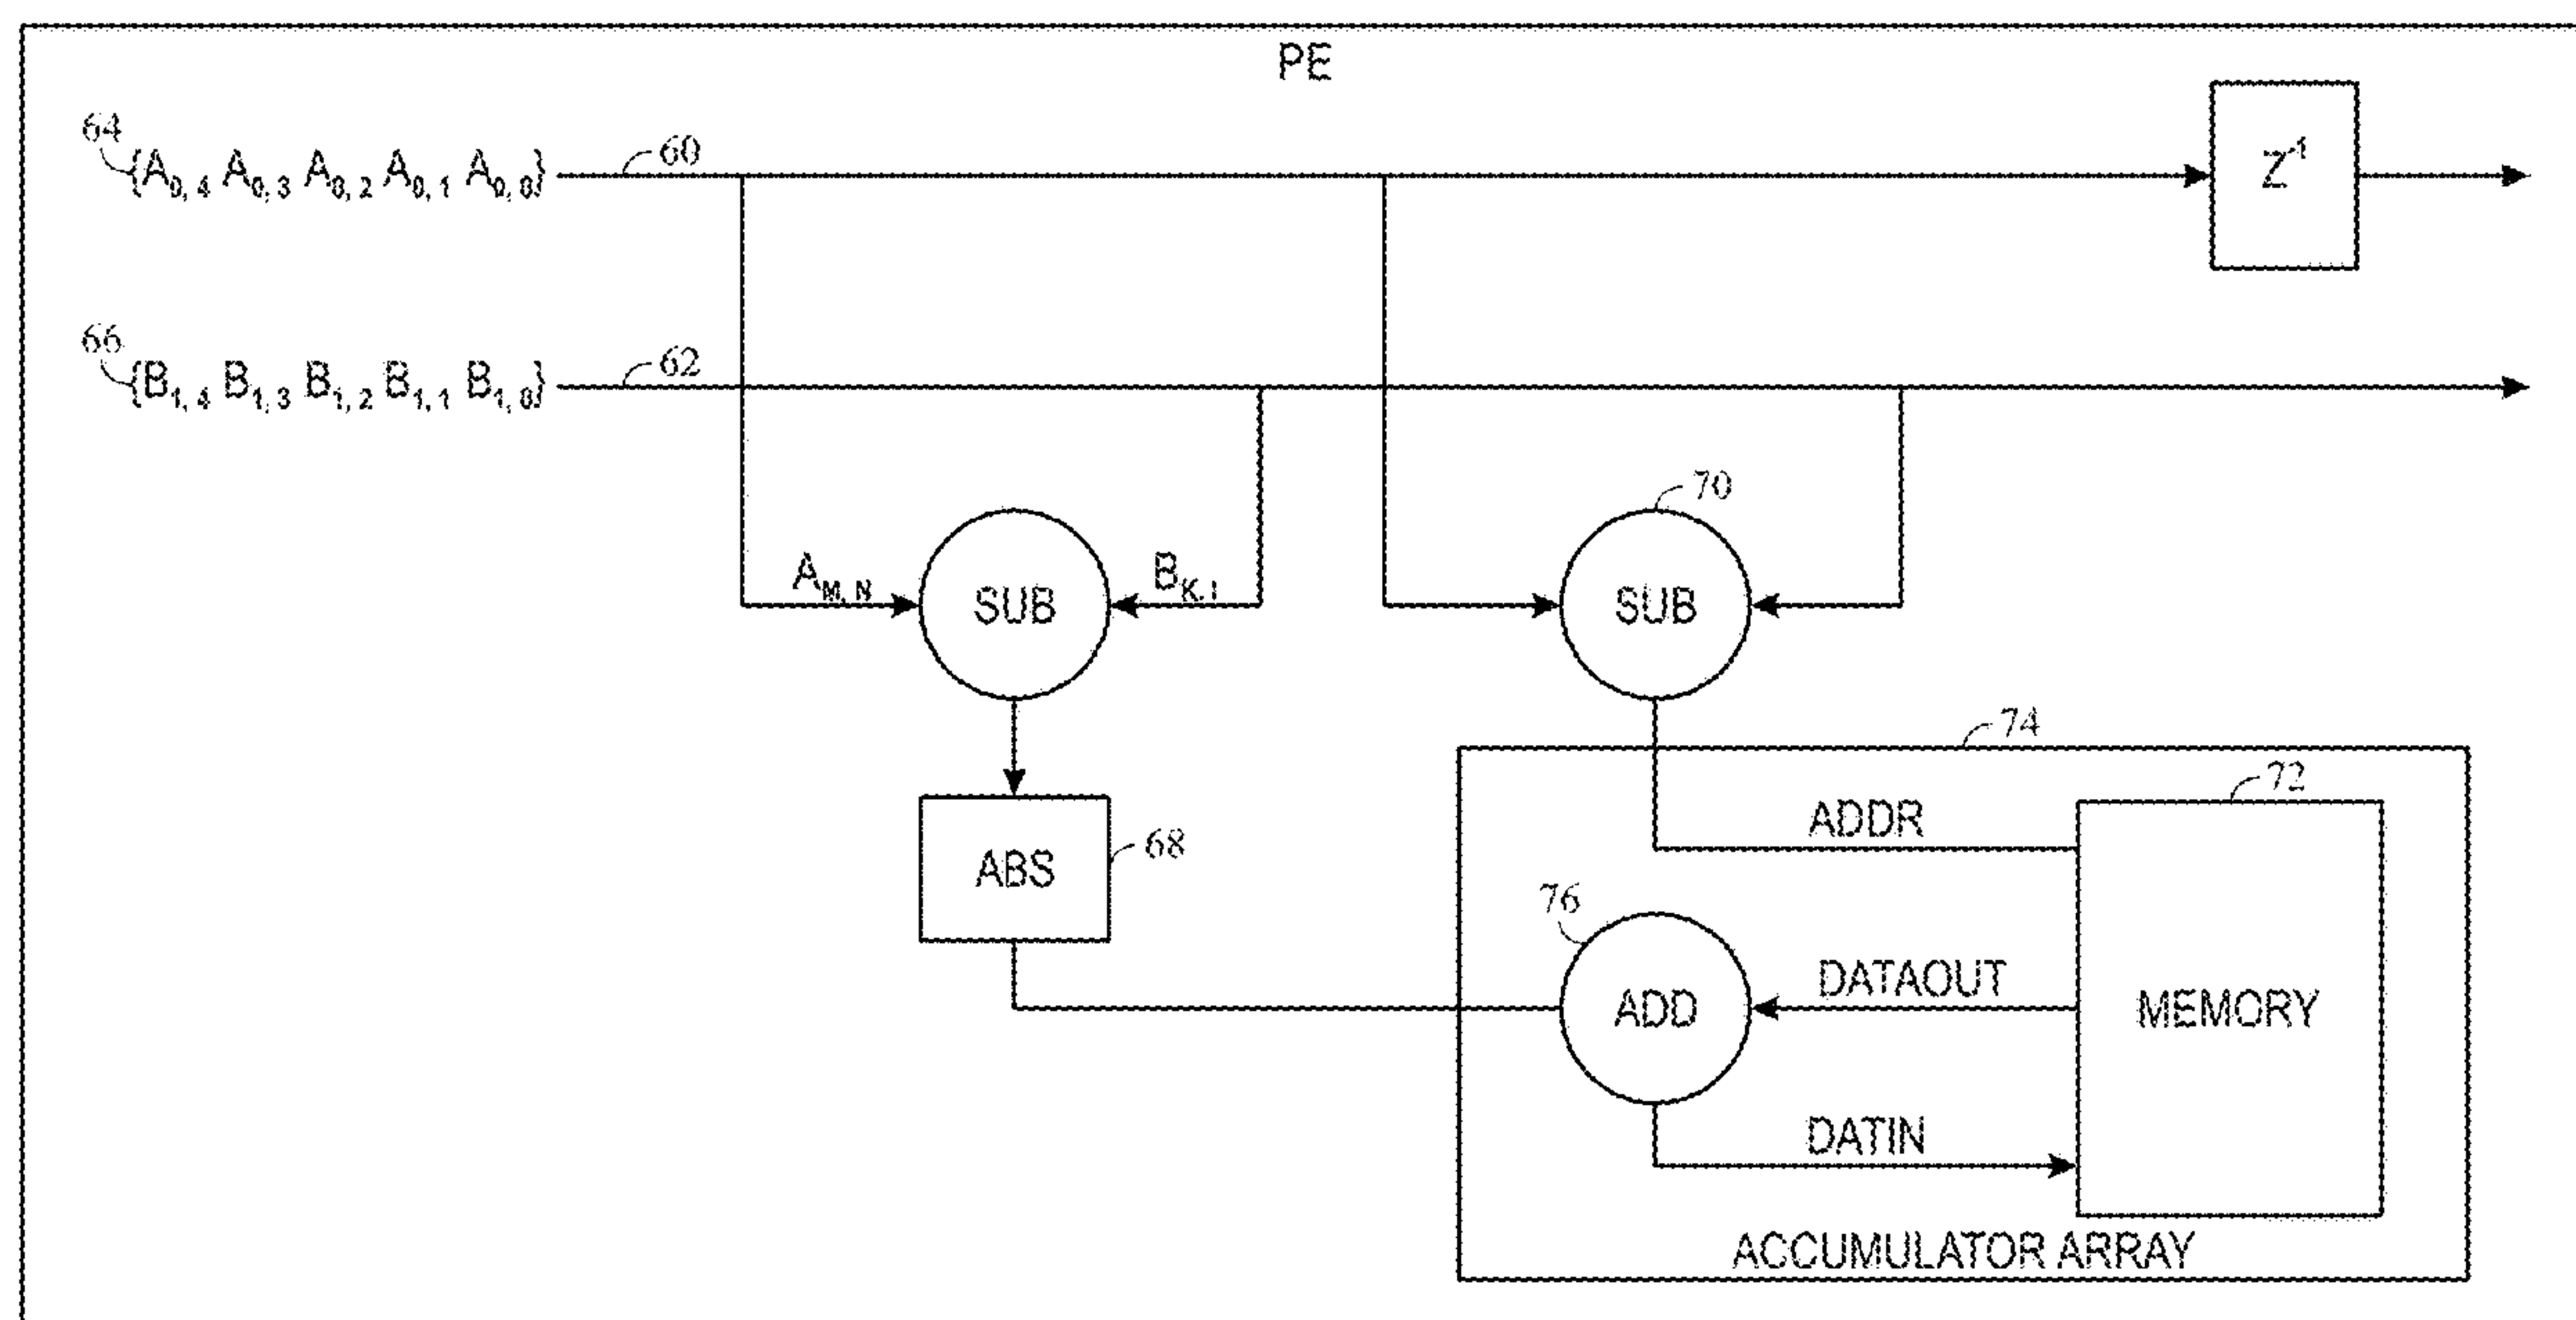 PE
64
{A0, 4 A0, 3 A0, 2 A0, 1 A0, 0}
60
Z-1
66
{B1, 4 B1, 3 B1, 2 B1, 1 B1, 0}
62
70
AM, N
SUB
BK, I
SUB
74
72
ADDR
ABS
68
76
DATAOUT
ADD
MEMORY
DATIN
ACCUMULATOR ARRAY